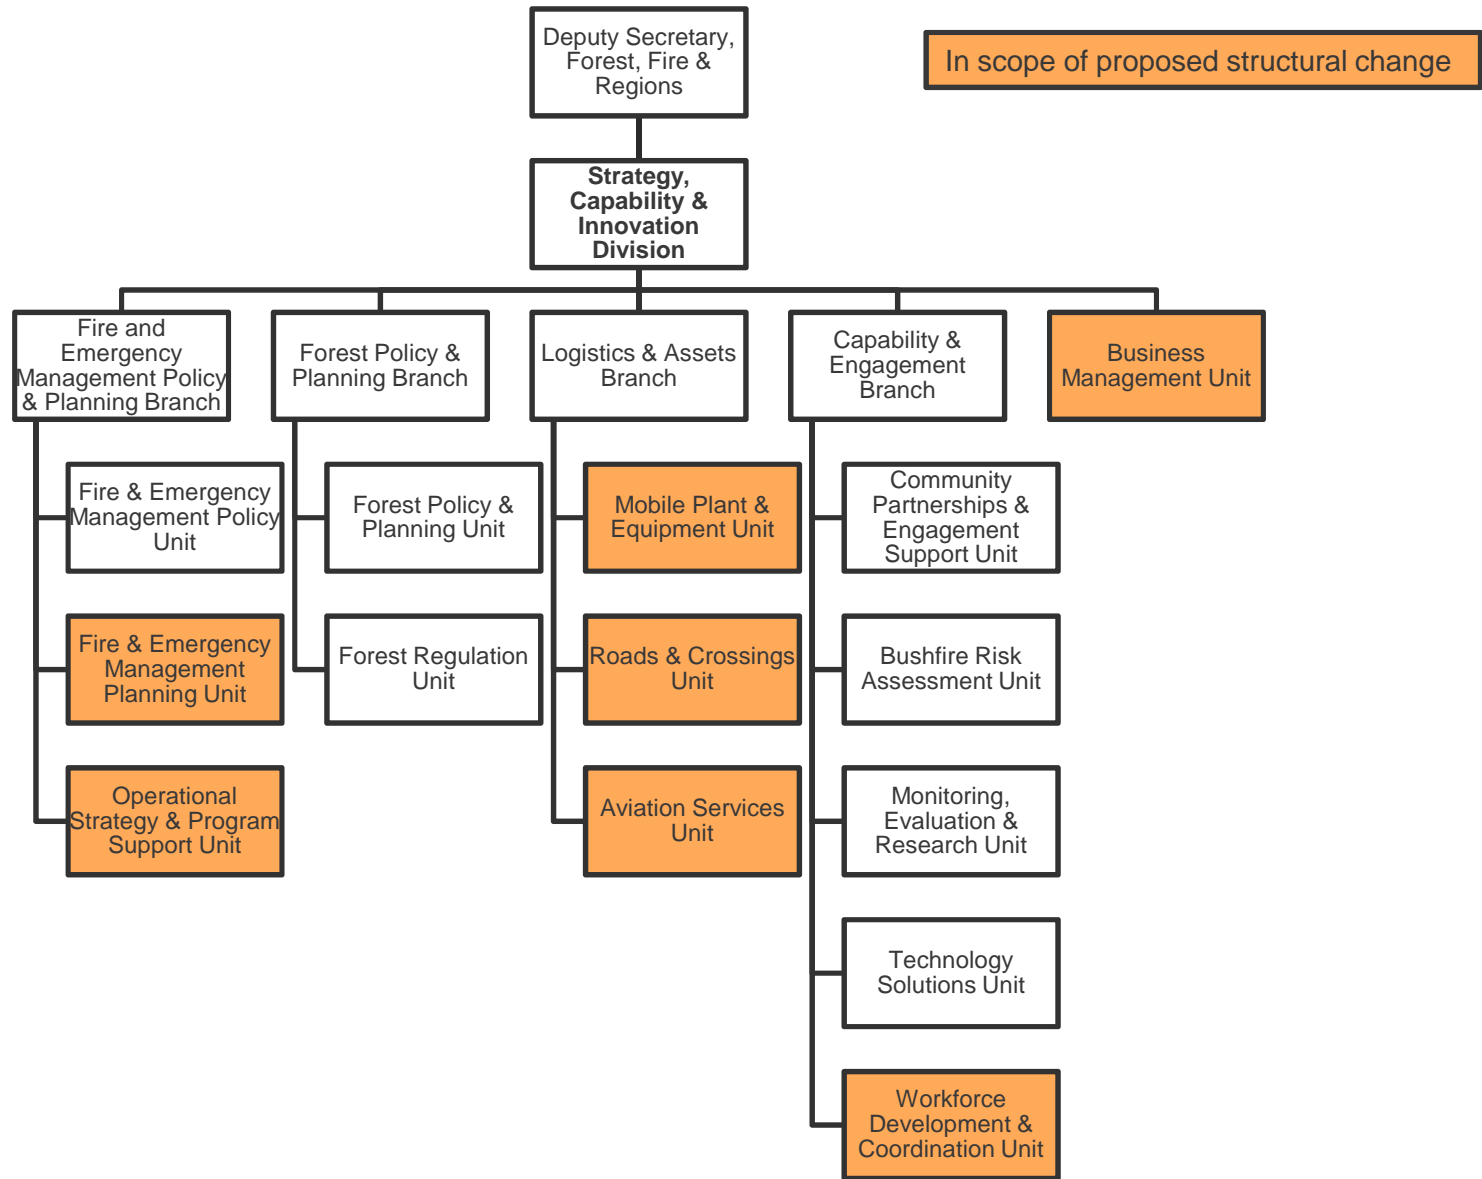 Deputy Secretary,
Forest, Fire &
Regions
In scope of proposed structural change
Strategy,
Capability &
Innovation
Division
Fire and
Emergency
Management Policy
& Planning Branch
Forest Policy &
Planning Branch
Logistics & Assets
Branch
Capability &
Engagement
Branch
Business
Management Unit
Fire & Emergency
Management Policy
Unit
Forest Policy &
Planning Unit
Mobile Plant &
Equipment Unit
Community
Partnerships &
Engagement
Support Unit
Fire & Emergency
Management
Planning Unit
Forest Regulation
Unit
Roads & Crossings
Unit
Bushfire Risk
Assessment Unit
Operational
Strategy & Program
Support Unit
Aviation Services
Unit
Monitoring,
Evaluation &
Research Unit
Technology
Solutions Unit
Workforce
Development &
Coordination Unit